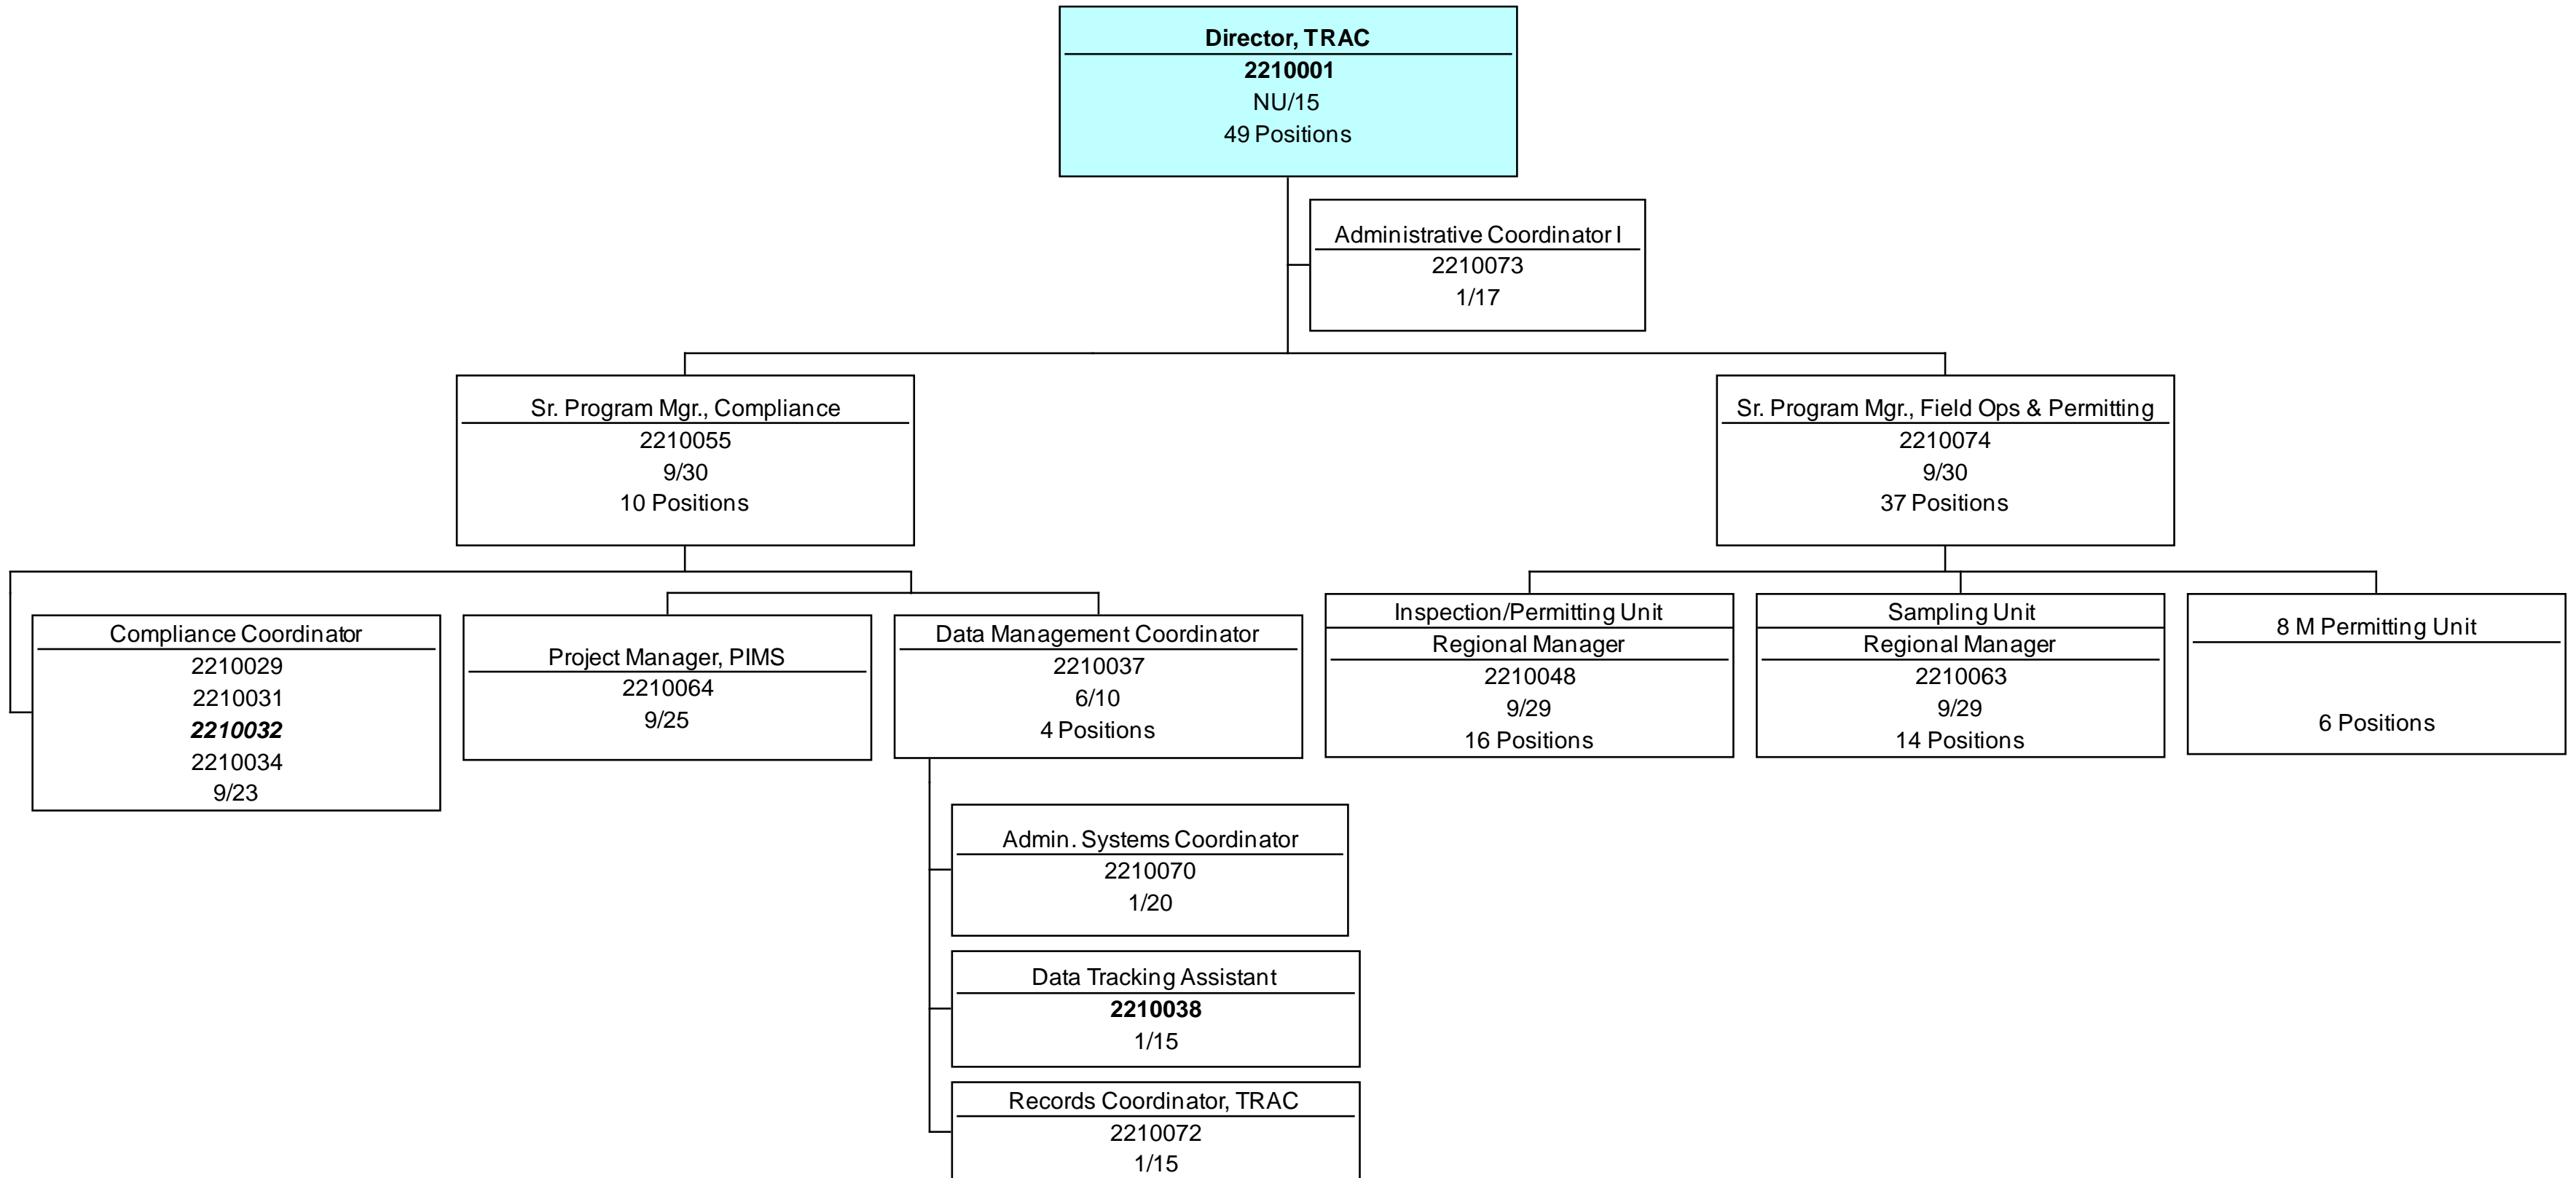 Director, TRAC
2210001
NU/15
49 Positions
Administrative Coordinator I
2210073
1/17
Sr. Program Mgr., Compliance
2210055
9/30
10 Positions
Sr. Program Mgr., Field Ops & Permitting
2210074
9/30
37 Positions
Compliance Coordinator
2210029
2210031
2210032
2210034
9/23
Project Manager, PIMS
2210064
9/25
Data Management Coordinator
2210037
6/10
4 Positions
Inspection/Permitting Unit
Regional Manager
2210048
9/29
16 Positions
Sampling Unit
Regional Manager
2210063
9/29
14 Positions
8 M Permitting Unit
6 Positions
Admin. Systems Coordinator
2210070
1/20
Data Tracking Assistant
2210038
1/15
Records Coordinator, TRAC
2210072
1/15